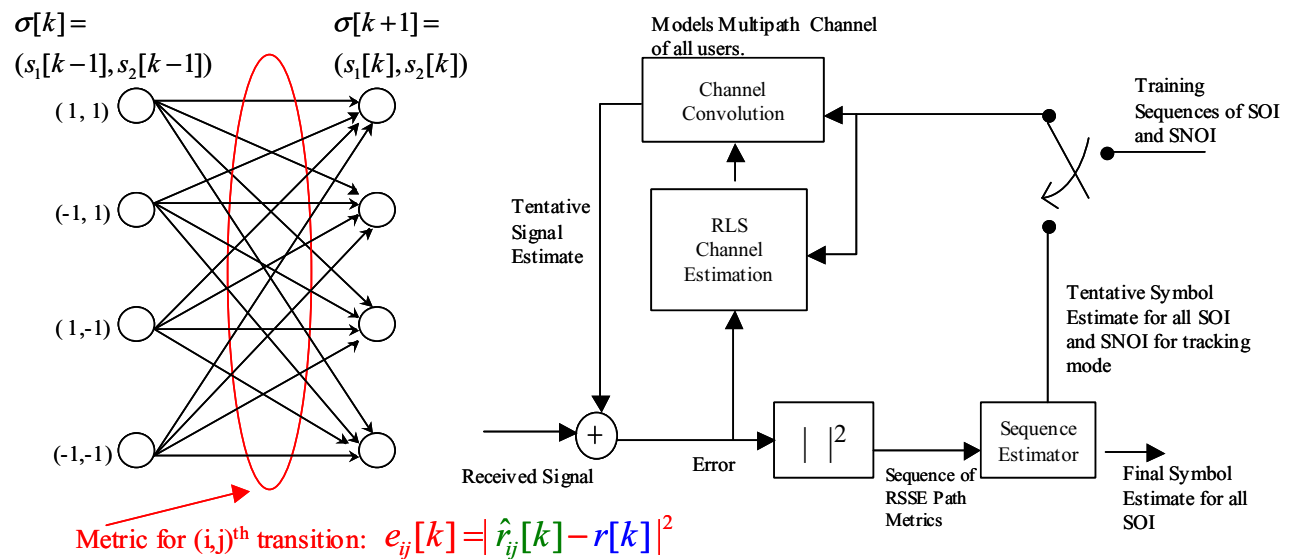 σ[k] =
(s₁[k−1], s₂[k−1])
σ[k+1] =
(s₁[k], s₂[k])
(1, 1)
(-1, 1)
(1,-1)
(-1,-1)
Metric for (i,j)ᵗʰ transition: eᵢⱼ[k] = | r̂ᵢⱼ[k] − r[k] |²
Models Multipath Channel
of all users.
Channel
Convolution
Training
Sequences of SOI
and SNOI
Tentative
Signal
Estimate
RLS
Channel
Estimation
Tentative Symbol
Estimate for all SOI
and SNOI for tracking
mode
+
Received Signal
Error
| |²
Sequence of
RSSE Path
Metrics
Sequence
Estimator
Final Symbol
Estimate for all
SOI